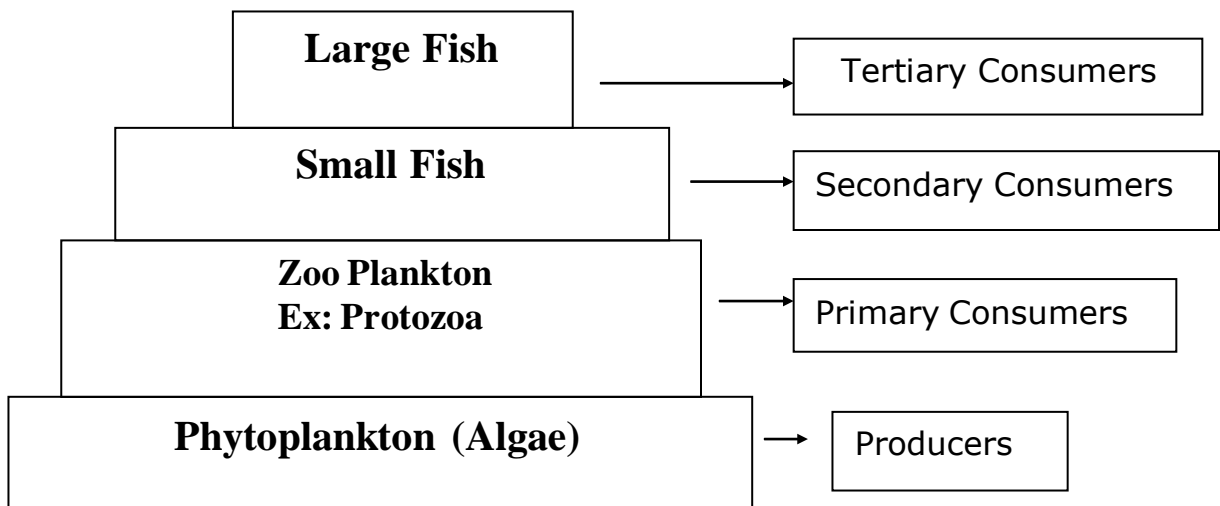 Large Fish
Tertiary Consumers
Small Fish
Secondary Consumers
Zoo Plankton
Ex: Protozoa
Primary Consumers
Phytoplankton (Algae)
Producers